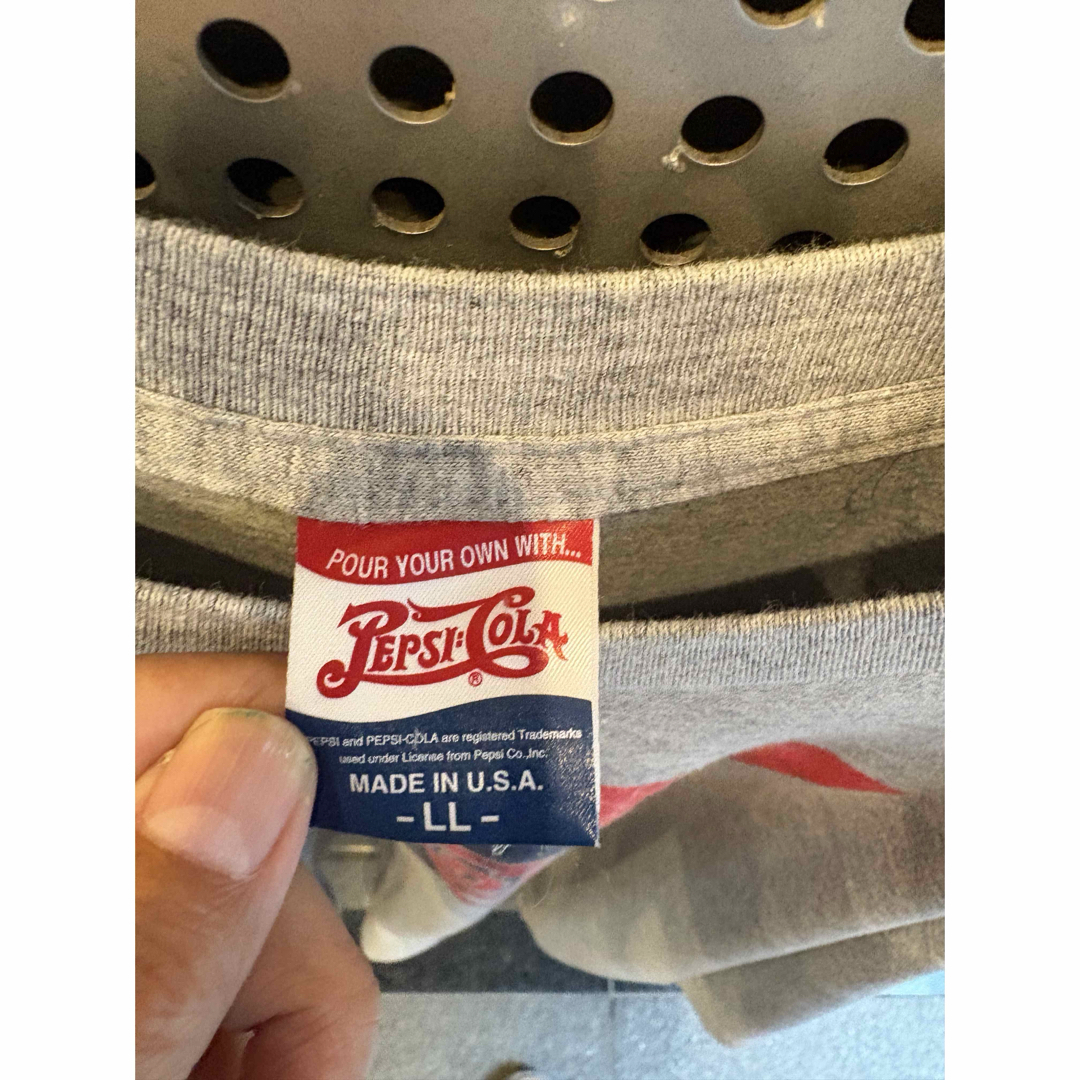 POUR YOUR OWN WITH...
PEPSI:COLA
®
PEPSI and PEPSI-COLA are registered Trademarks
used under License from Pepsi Co.,Inc.
MADE IN U.S.A.
-LL-